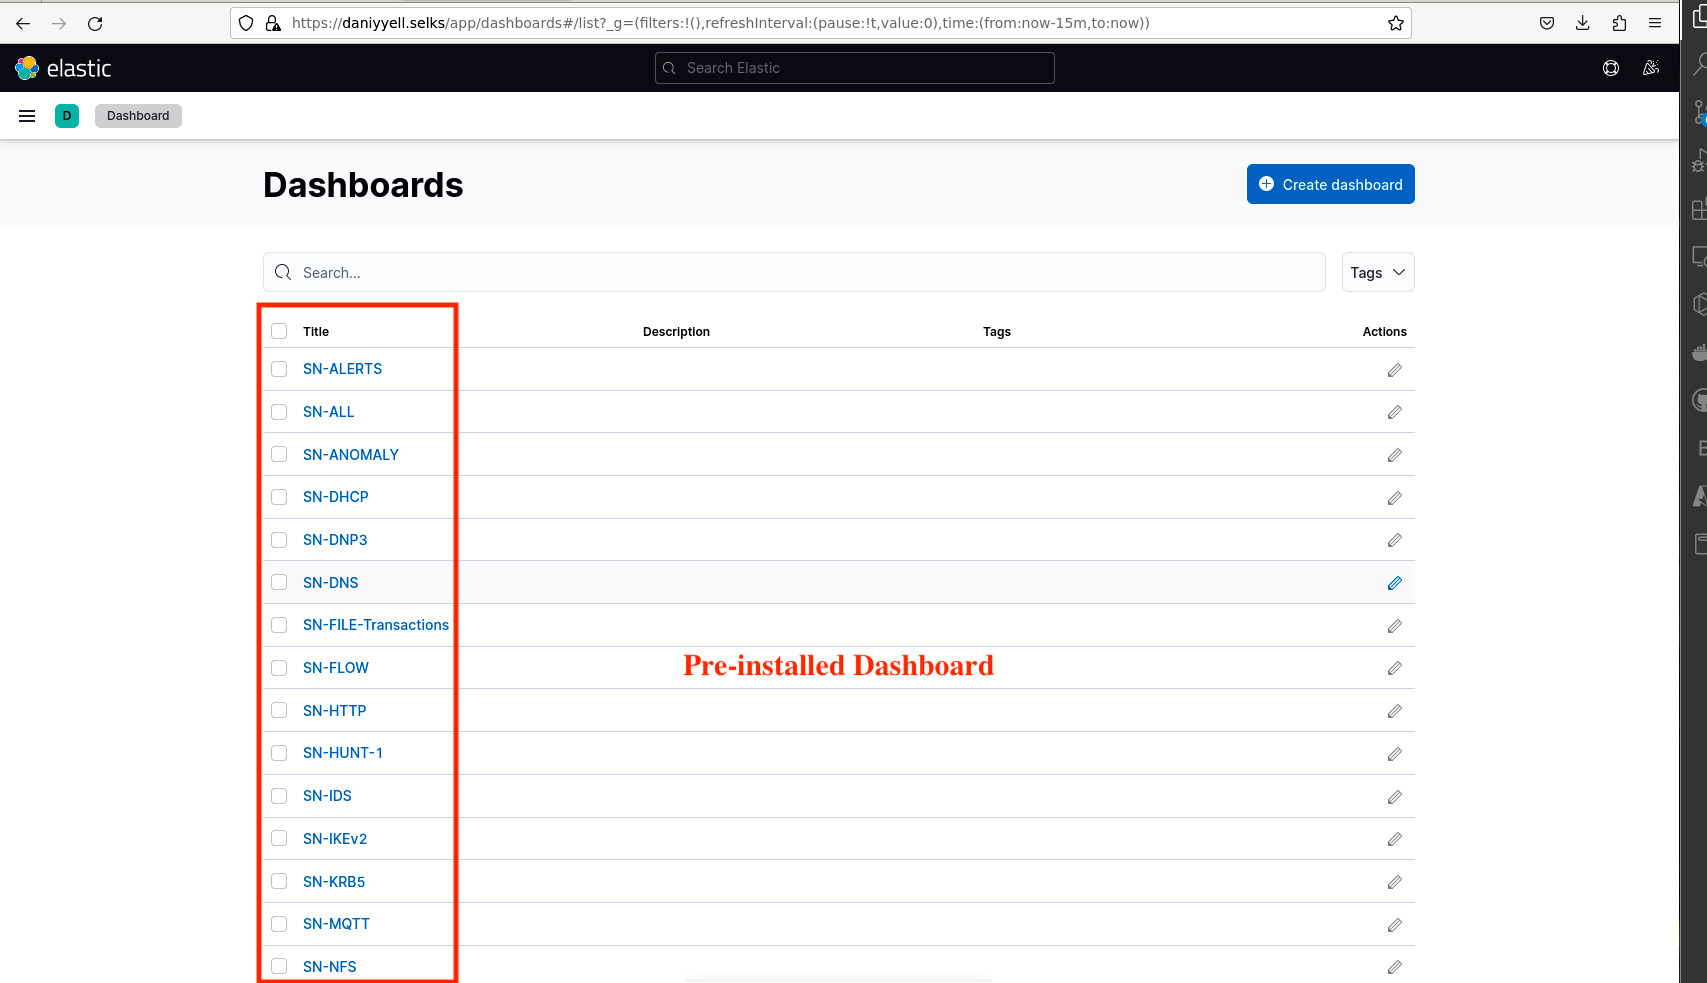 https://daniyyell.selks/app/dashboards#/list?_g=(filters:!(),refreshInterval:(pause:!t,value:0),time:(from:now-15m,to:now))
elastic
Search Elastic
D
Dashboard
Dashboards
Create dashboard
Search...
Tags
Title Description Tags Actions
SN-ALERTS
SN-ALL
SN-ANOMALY
SN-DHCP
SN-DNP3
SN-DNS
SN-FILE-Transactions
SN-FLOW
Pre-installed Dashboard
SN-HTTP
SN-HUNT-1
SN-IDS
SN-IKEv2
SN-KRB5
SN-MQTT
SN-NFS